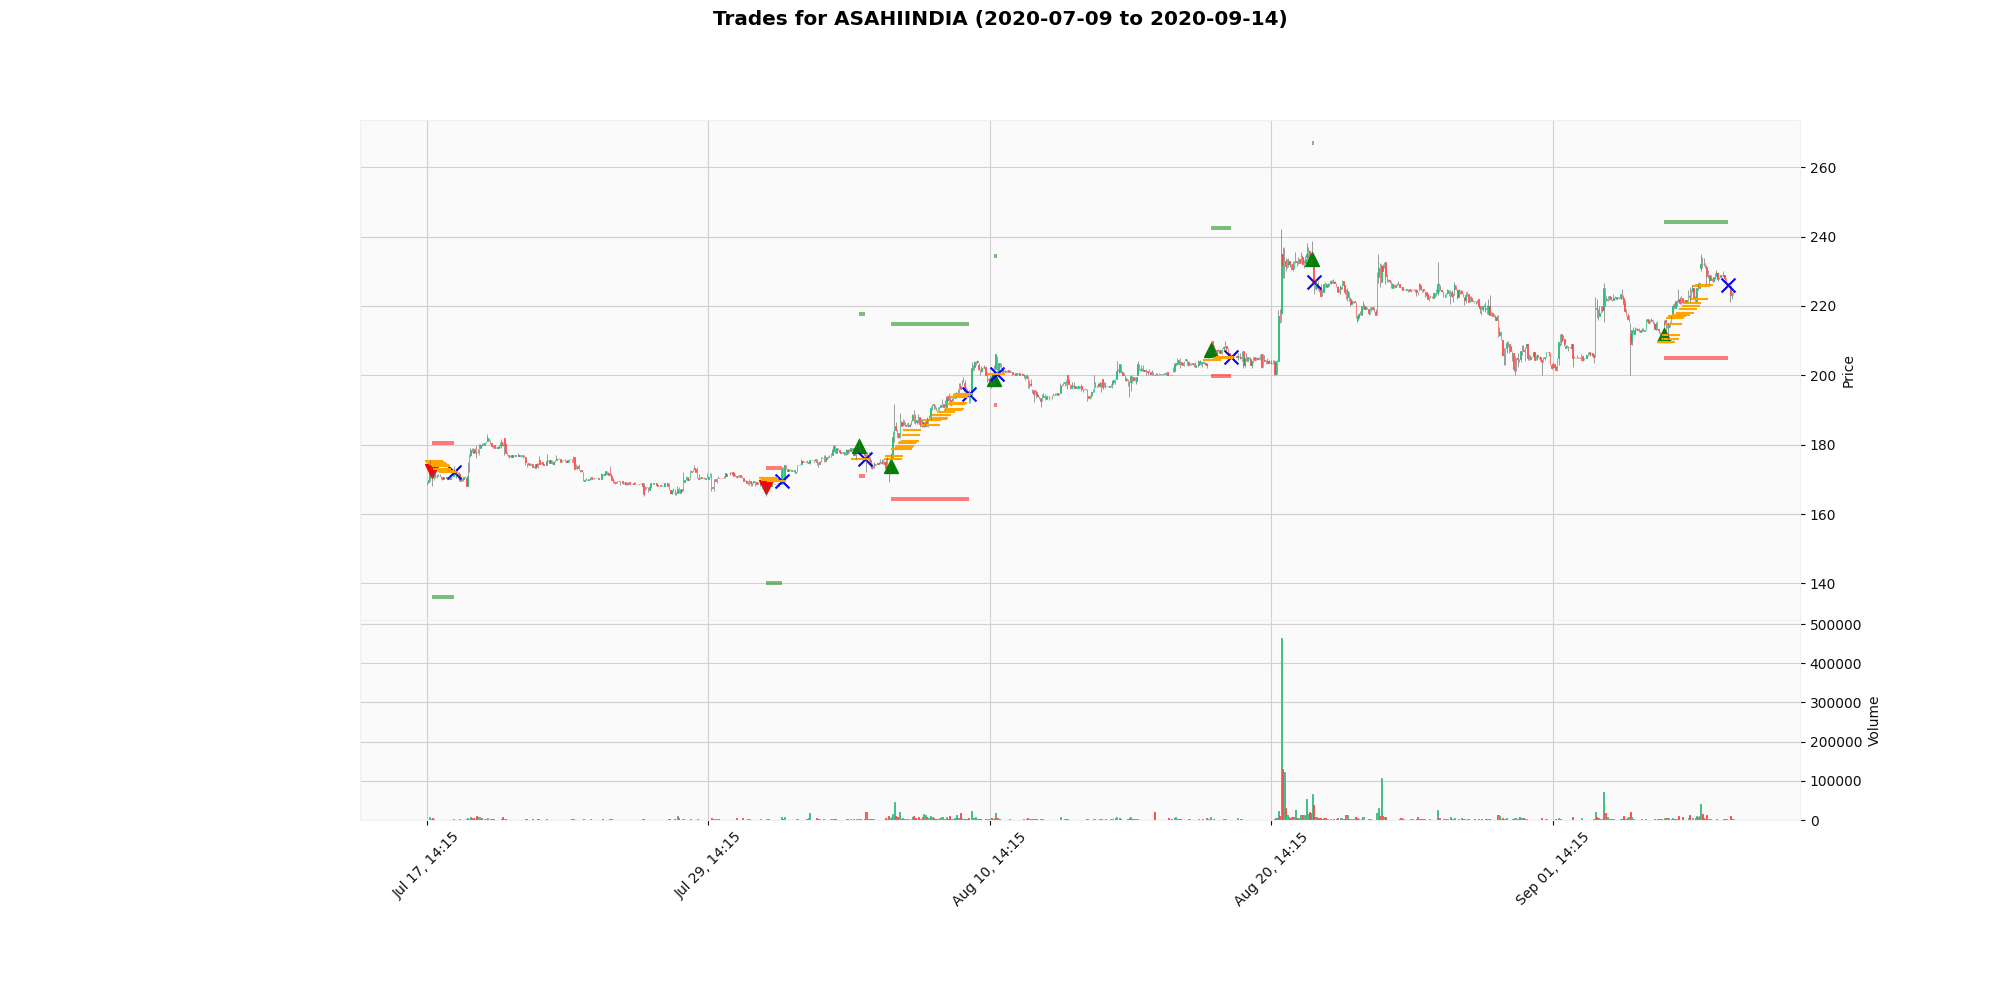 Trades for ASAHIINDIA (2020-07-09 to 2020-09-14)
260
240
220
200
180
160
140
Price
500000
400000
300000
200000
100000
0
Volume
Jul 17, 14:15
Jul 29, 14:15
Aug 10, 14:15
Aug 20, 14:15
Sep 01, 14:15